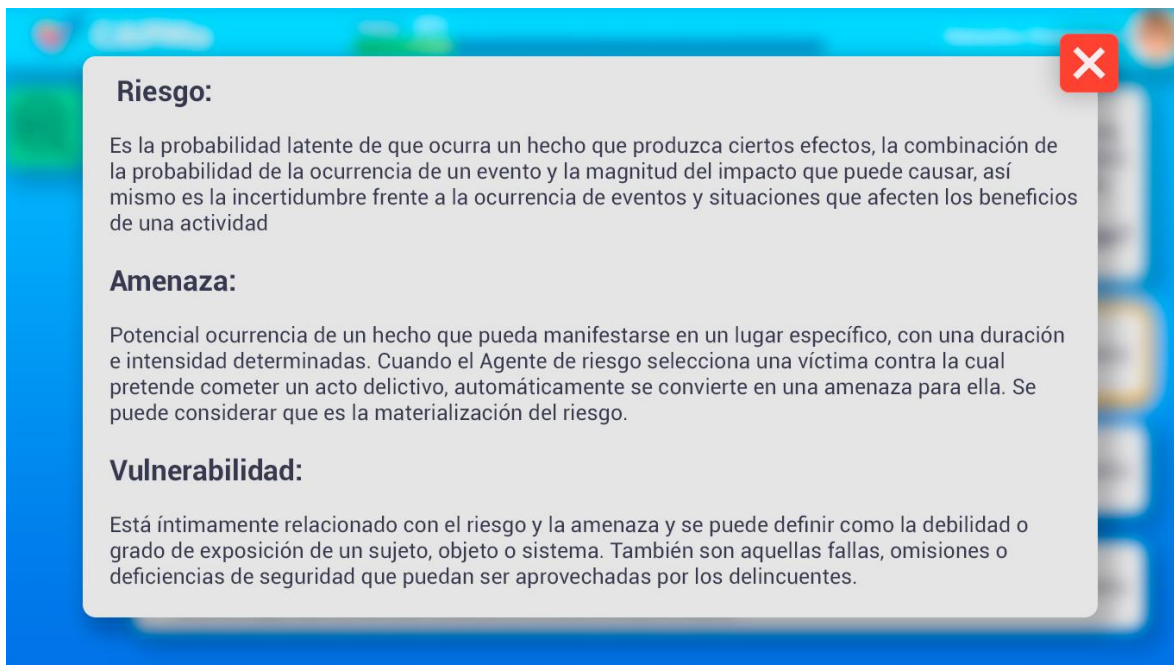 Riesgo:
Es la probabilidad latente de que ocurra un hecho que produzca ciertos efectos, la combinación de
la probabilidad de la ocurrencia de un evento y la magnitud del impacto que puede causar, así
mismo es la incertidumbre frente a la ocurrencia de eventos y situaciones que afecten los beneficios
de una actividad
Amenaza:
Potencial ocurrencia de un hecho que pueda manifestarse en un lugar específico, con una duración
e intensidad determinadas. Cuando el Agente de riesgo selecciona una víctima contra la cual
pretende cometer un acto delictivo, automáticamente se convierte en una amenaza para ella. Se
puede considerar que es la materialización del riesgo.
Vulnerabilidad:
Está íntimamente relacionado con el riesgo y la amenaza y se puede definir como la debilidad o
grado de exposición de un sujeto, objeto o sistema. También son aquellas fallas, omisiones o
deficiencias de seguridad que puedan ser aprovechadas por los delincuentes.